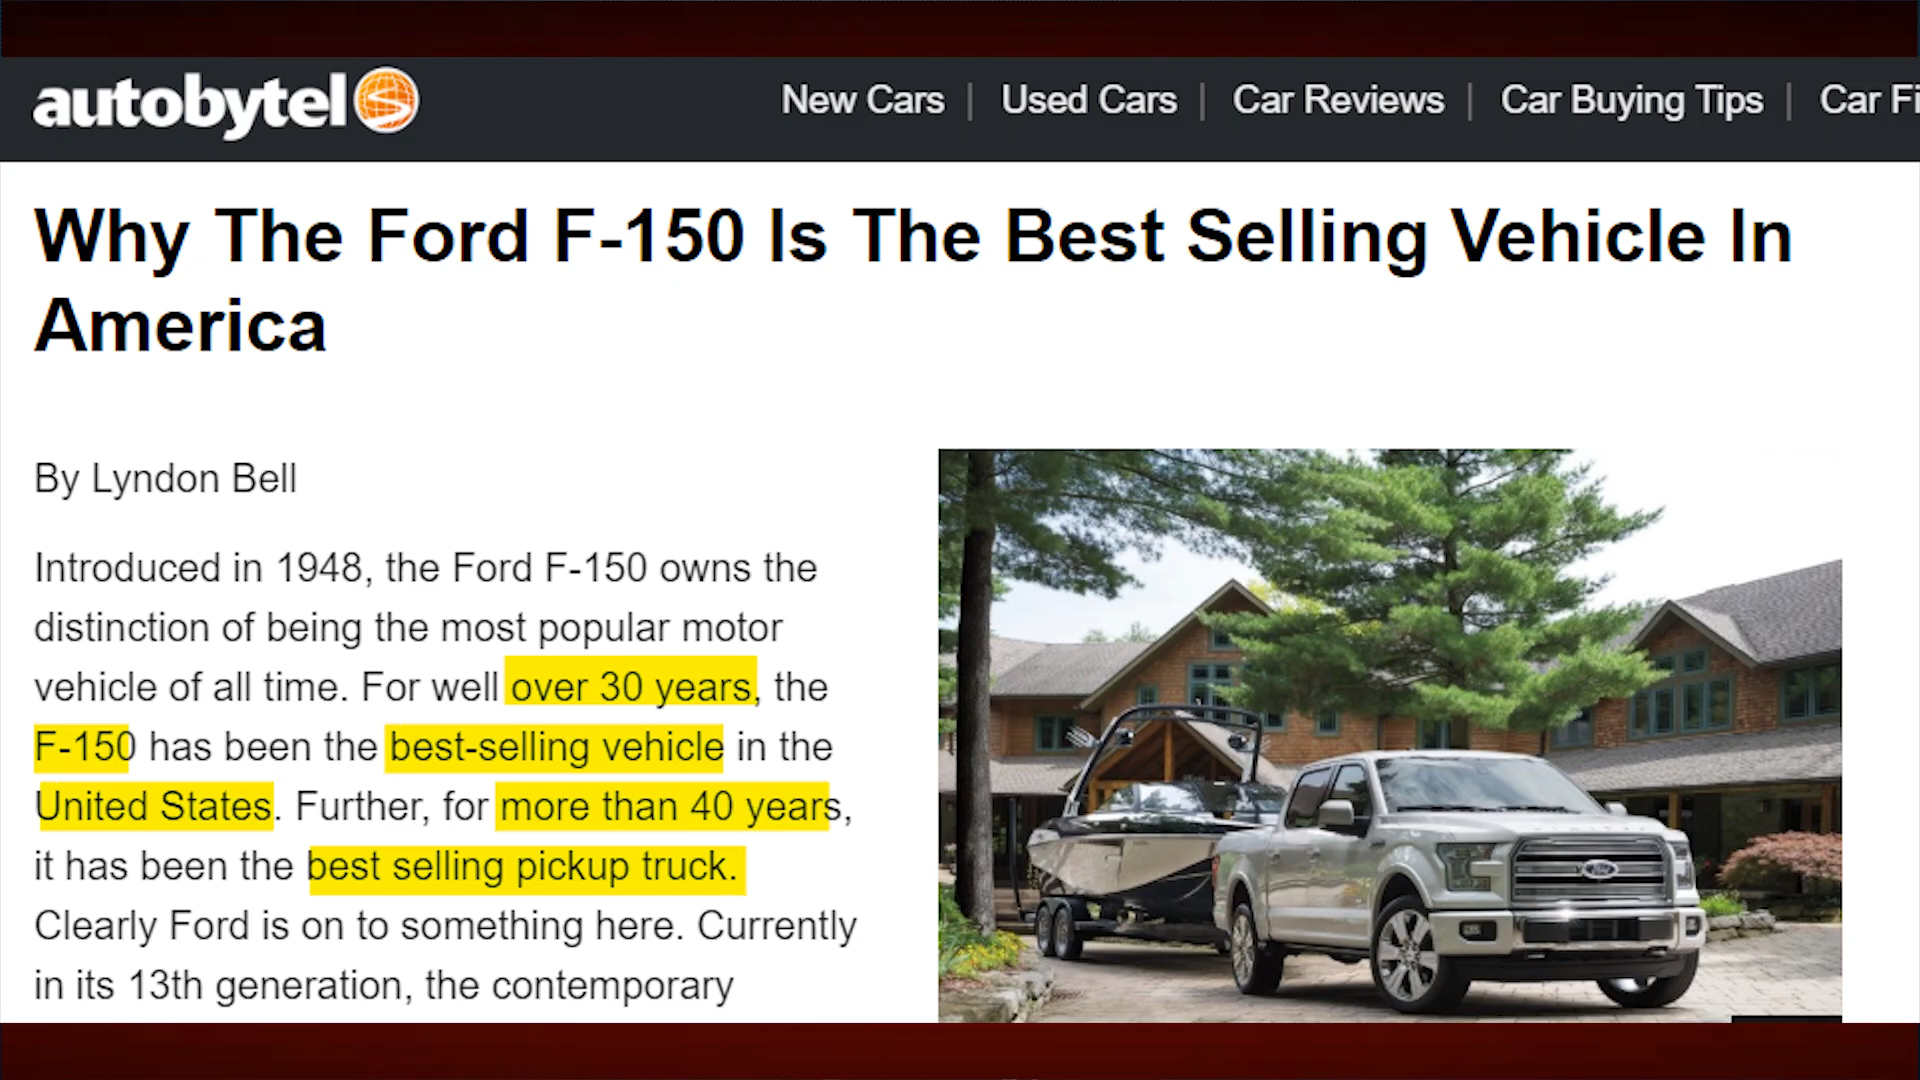 autobytel
New Cars | Used Cars | Car Reviews | Car Buying Tips | Car Fi
Why The Ford F-150 Is The Best Selling Vehicle In
America
By Lyndon Bell
Introduced in 1948, the Ford F-150 owns the
distinction of being the most popular motor
vehicle of all time. For well over 30 years, the
F-150 has been the best-selling vehicle in the
United States. Further, for more than 40 years,
it has been the best selling pickup truck.
Clearly Ford is on to something here. Currently
in its 13th generation, the contemporary
Ford